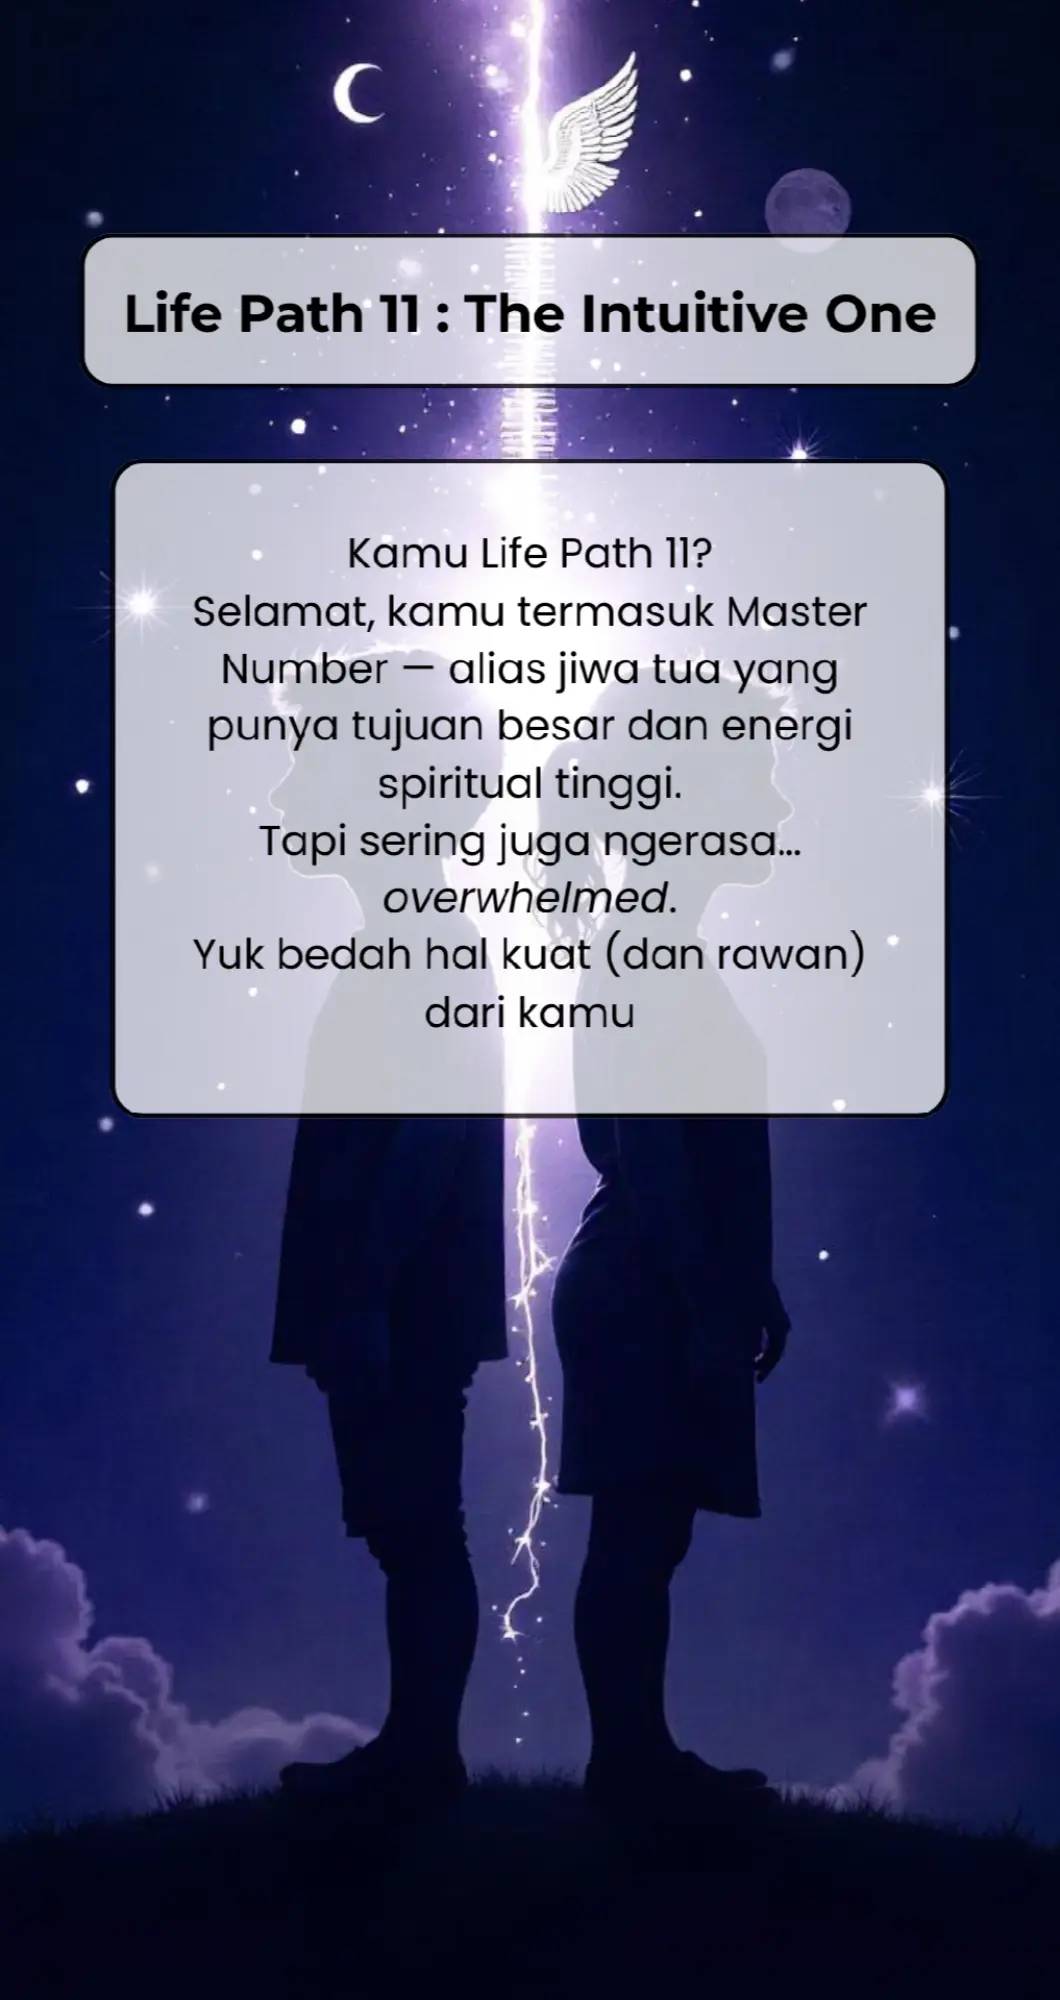 Life Path 11 : The Intuitive One
Kamu Life Path 11?
Selamat, kamu termasuk Master
Number — alias jiwa tua yang
punya tujuan besar dan energi
spiritual tinggi.
Tapi sering juga ngerasa...
overwhelmed.
Yuk bedah hal kuat (dan rawan)
dari kamu